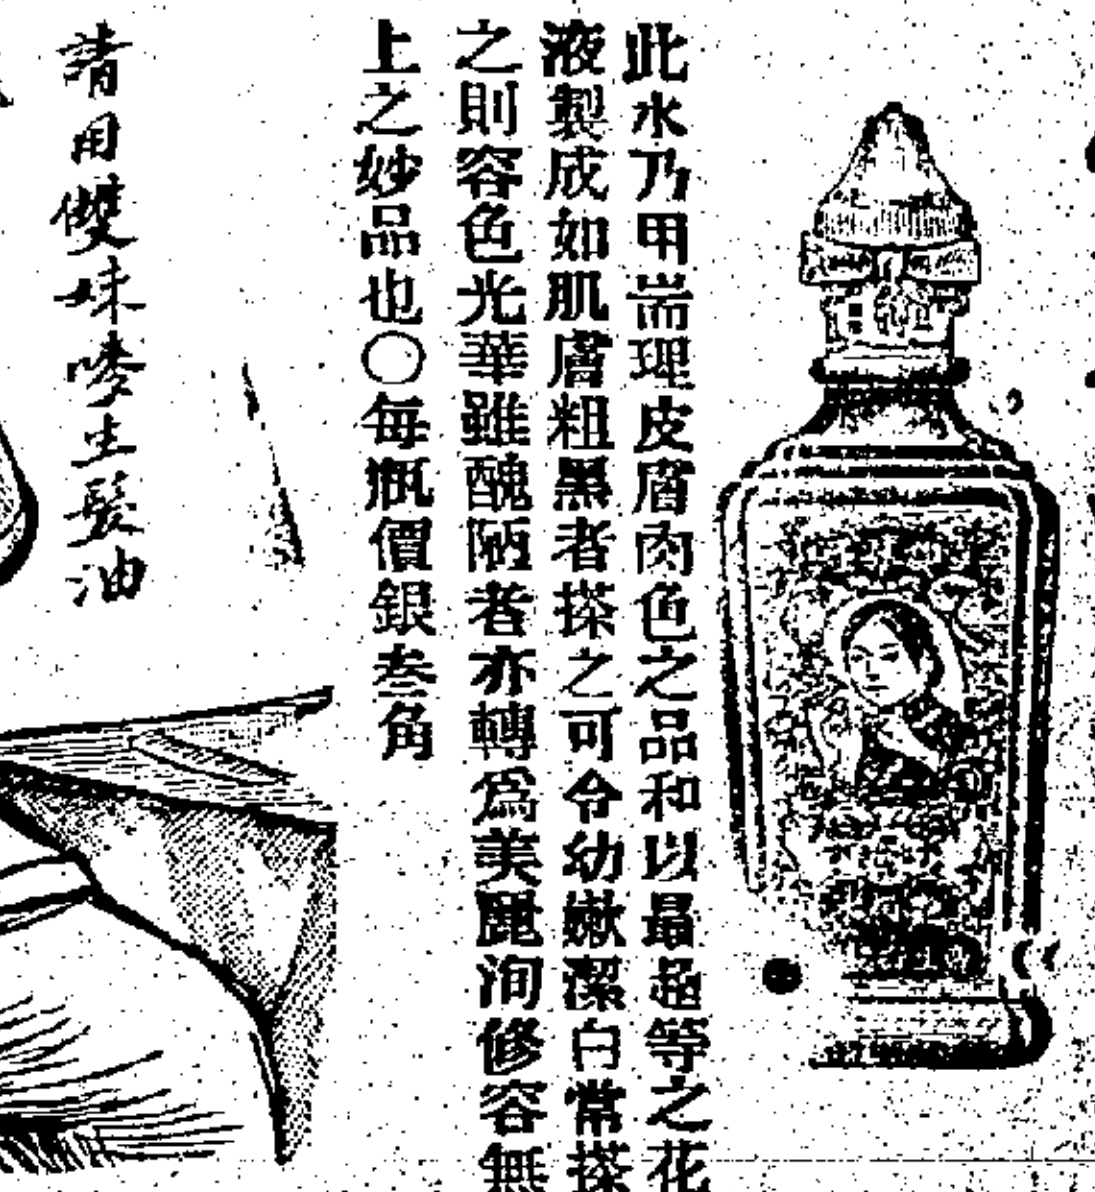 此水乃甲耑理皮膚肉色之品和以最超等之花
液製成如肌膚粗黑者搽之可令幼嫩潔白常搽
之則容色光華雖醜陋者亦轉爲美麗洵修容無
上之玅品也〇每瓶價銀叁角
請用雙妹嘜生髮油